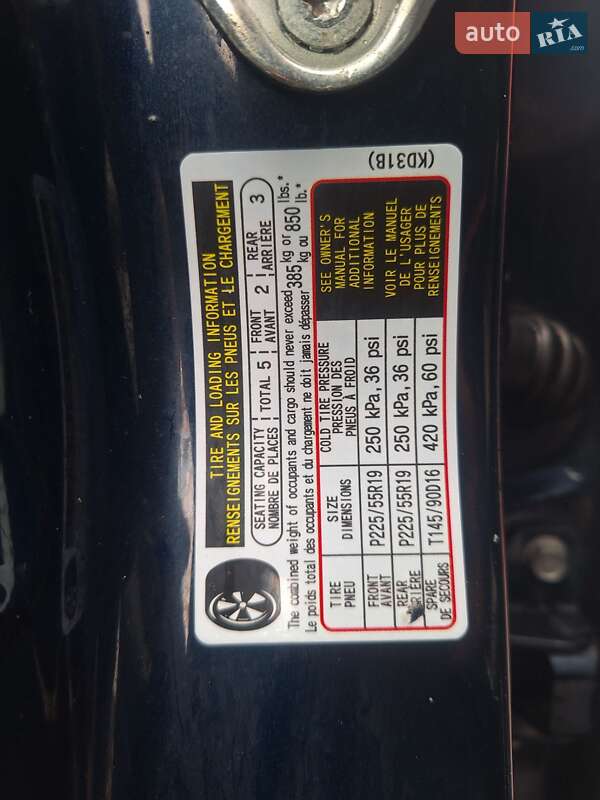 auto RIA.com
(KD31B)
TIRE AND LOADING INFORMATION
RENSEIGNEMENTS SUR LES PNEUS ET LE CHARGEMENT
SEATING CAPACITY TOTAL 5 FRONT 2 REAR 3
NOMBRE DE PLACES AVANT ARRIÈRE
The combined weight of occupants and cargo should never exceed 385 kg or 850 lbs.*
Le poids total des occupants et du chargement ne doit jamais dépasser kg ou lb.*
TIRE SIZE COLD TIRE PRESSURE SEE OWNER'S
PNEU DIMENSIONS PRESSION DES MANUAL FOR
PNEUS À FROID ADDITIONAL
INFORMATION
FRONT P225/55R19 250 kPa, 36 psi
AVANT
REAR P225/55R19 250 kPa, 36 psi VOIR LE MANUEL
DE L'USAGER
SPARE T145/90D16 420 kPa, 60 psi POUR PLUS DE
DE SECOURS RENSEIGNEMENTS